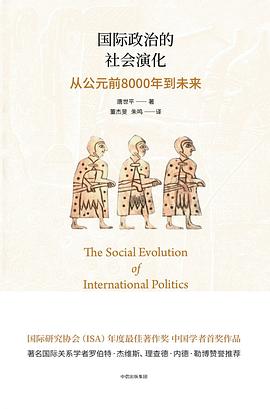 国际政治的
社会演化
从公元前8000年到未来
唐世平——著
董杰旻 朱鸣——译
The Social Evolution
of
International Politics
国际研究协会（ISA）年度最佳著作奖 中国学者首奖作品
著名国际关系学者罗伯特·杰维斯、理查德·内德·勒博赞誉推荐
中信出版集团